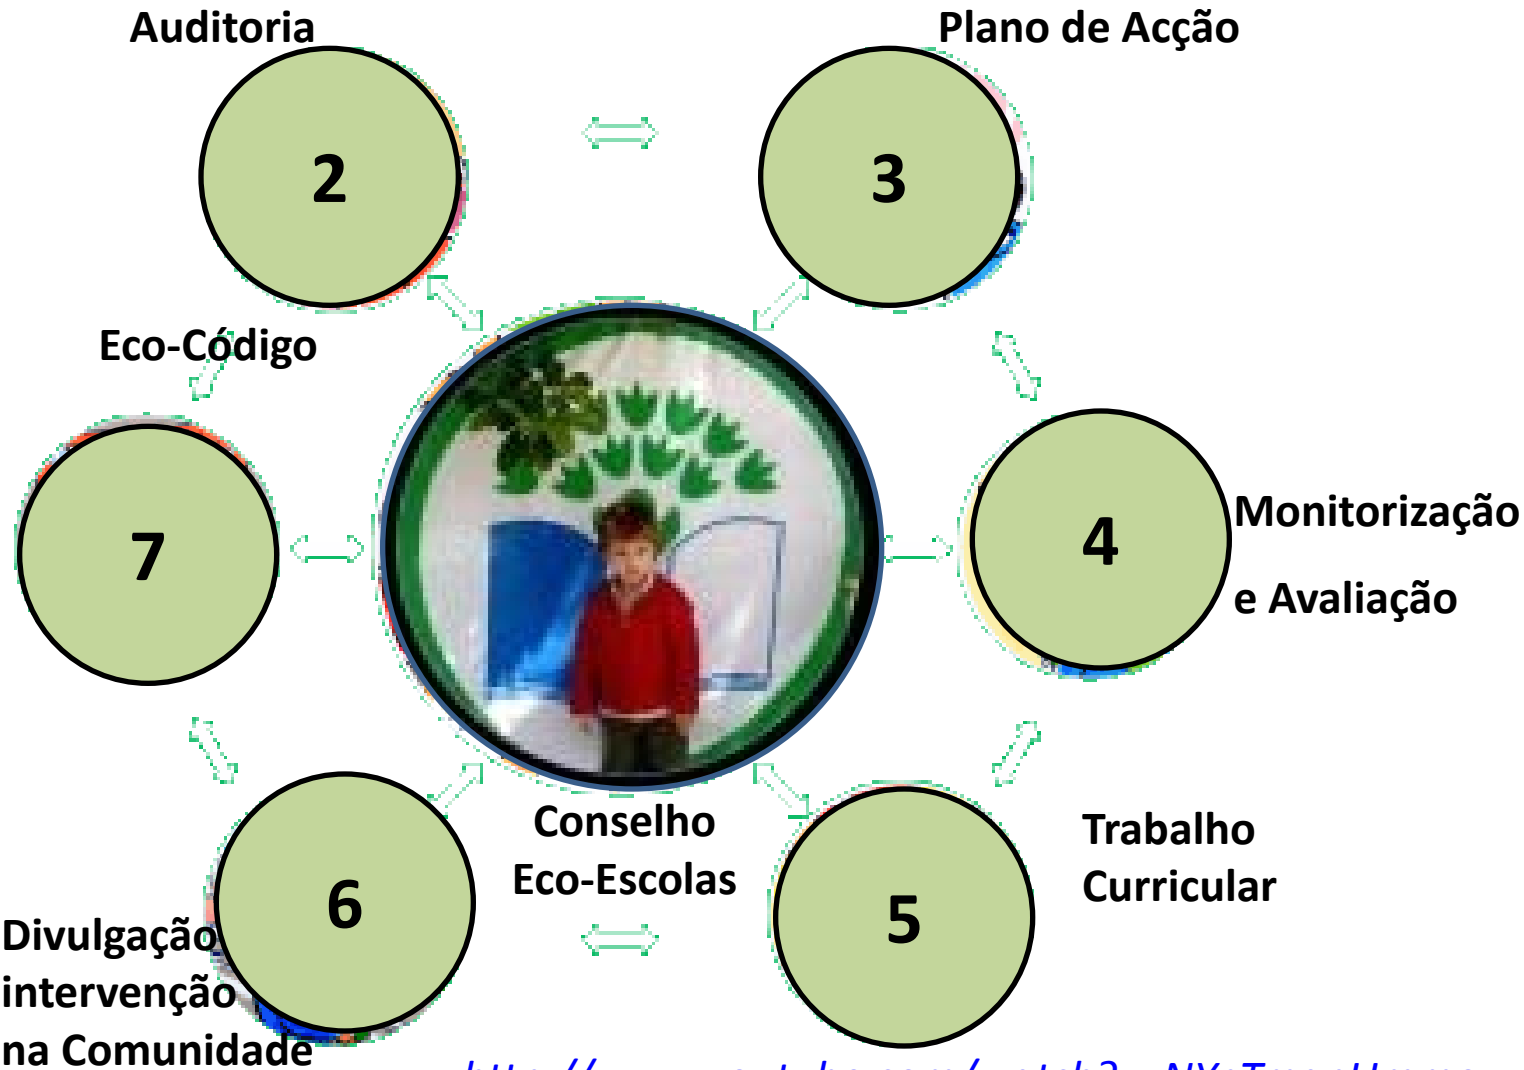 Auditoria
Plano de Acção
2
3
Eco-Código
7
4
Monitorização
e Avaliação
Conselho
Eco-Escolas
Trabalho
Curricular
6
5
Divulgação
intervenção
na Comunidade